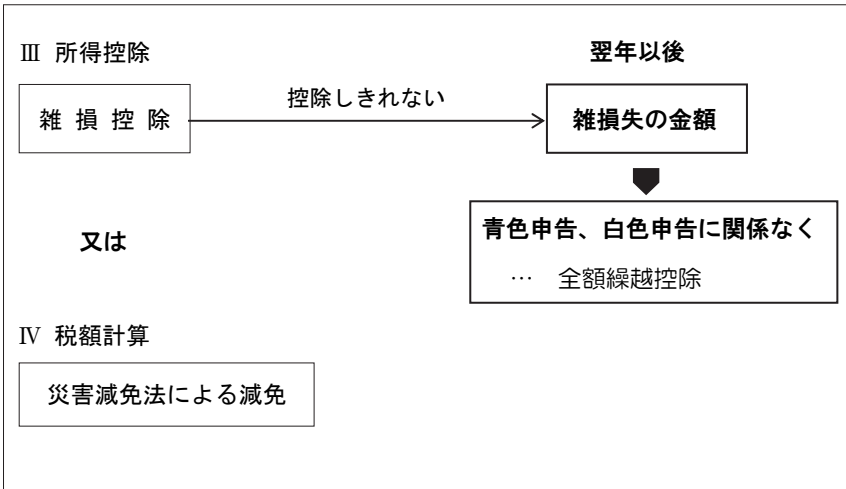 Ⅲ 所得控除
翌年以後
雑損控除
控除しきれない
雑損失の金額
青色申告、白色申告に関係なく
… 全額繰越控除
又は
Ⅳ 税額計算
災害減免法による減免